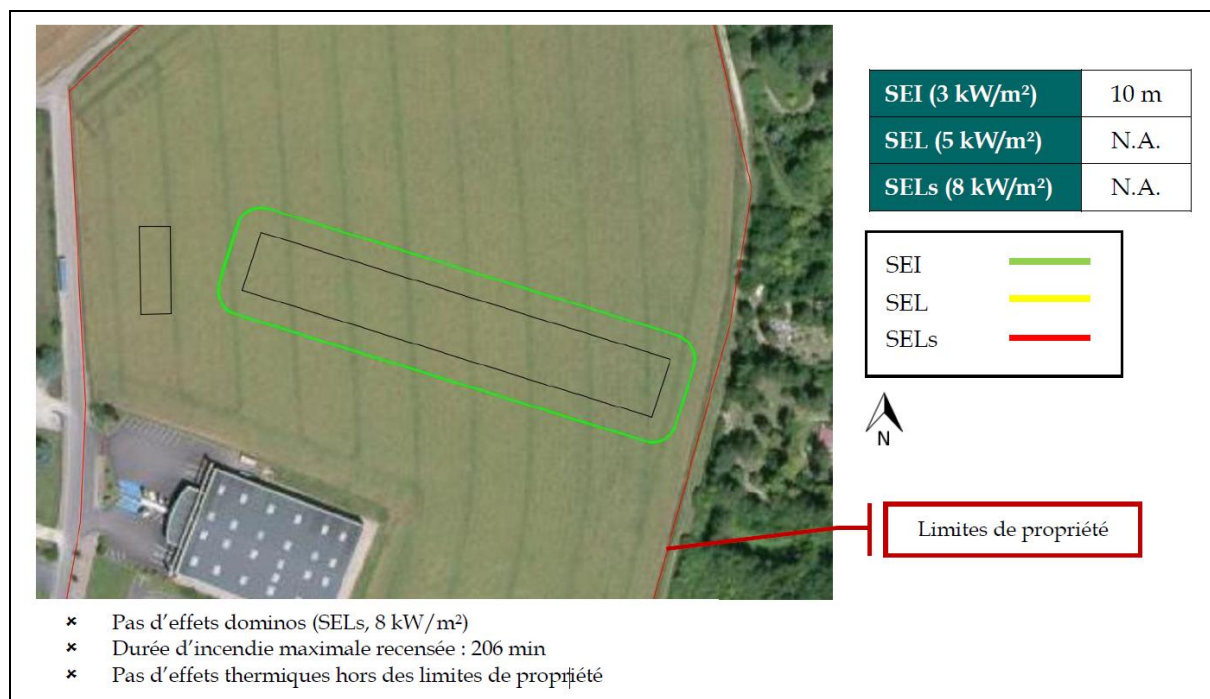 SEI (3 kW/m²) 10 m
SEL (5 kW/m²) N.A.
SELs (8 kW/m²) N.A.
SEI
SEL
SELs
N
Limites de propriété
× Pas d'effets dominos (SELs, 8 kW/m²)
× Durée d'incendie maximale recensée : 206 min
× Pas d'effets thermiques hors des limites de propriété